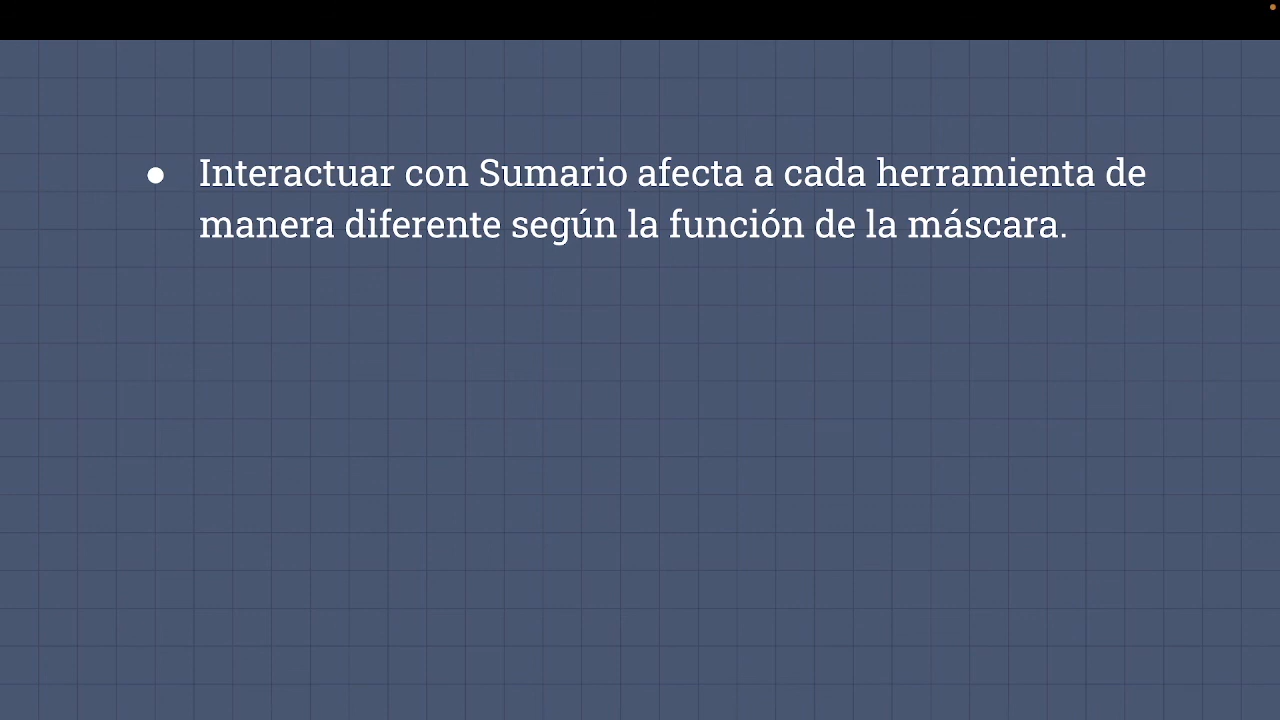 ● Interactuar con Sumario afecta a cada herramienta de
manera diferente según la función de la máscara.